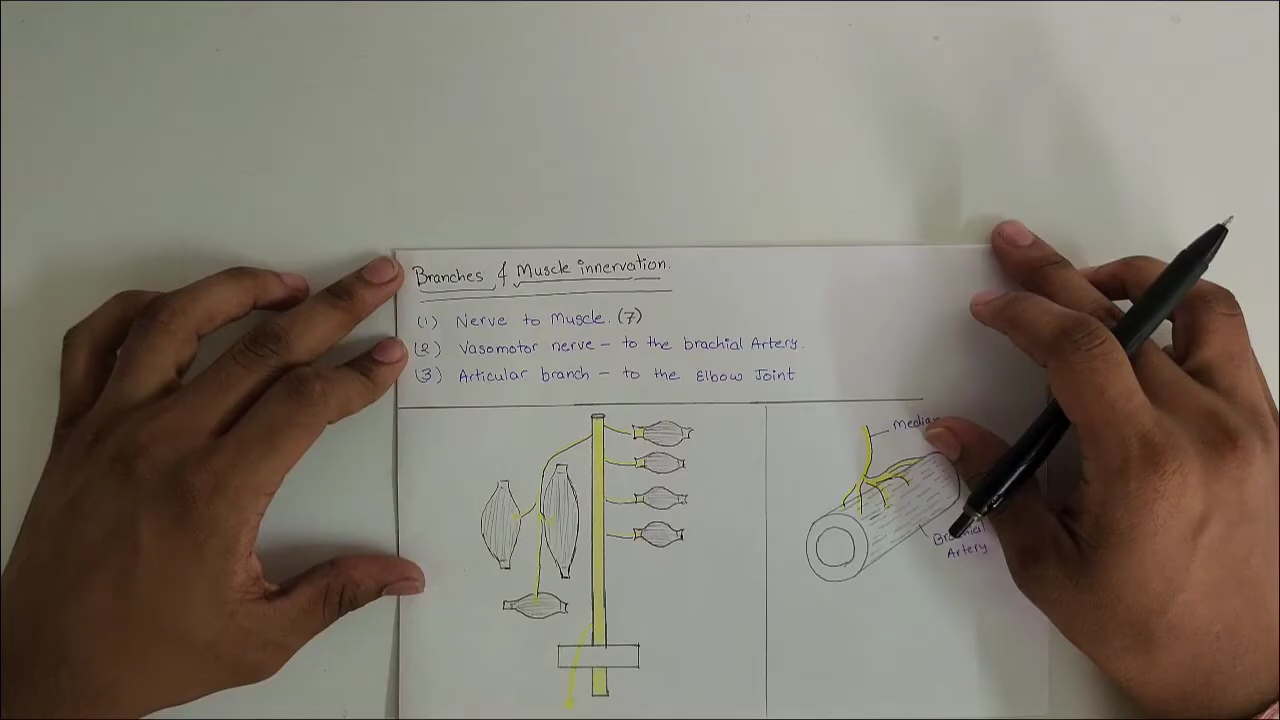 Branches & Muscle innervation.
(1) Nerve to Muscle. (7)
(2) Vasomotor nerve - to the brachial Artery.
(3) Articular branch - to the Elbow Joint
Brachial
Artery